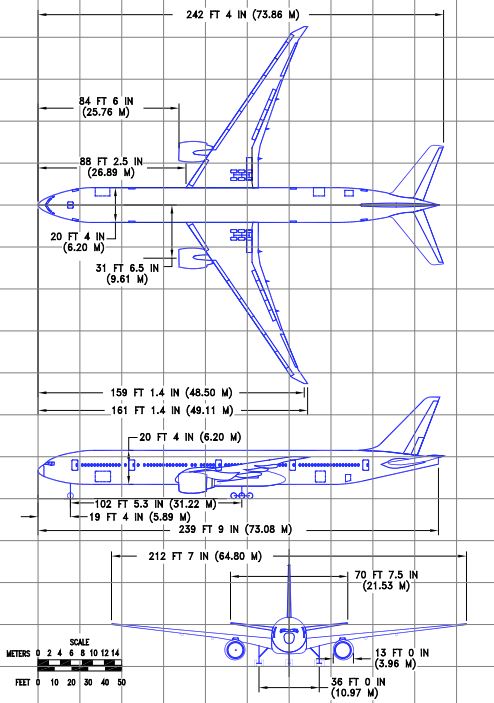 242 FT 4 IN (73.86 M)
84 FT 6 IN
(25.76 M)
88 FT 2.5 IN
(26.89 M)
20 FT 4 IN
(6.20 M)
31 FT 6.5 IN
(9.61 M)
159 FT 1.4 IN (48.50 M)
161 FT 1.4 IN (49.11 M)
20 FT 4 IN (6.20 M)
102 FT 5.3 IN (31.22 M)
19 FT 4 IN (5.89 M)
239 FT 9 IN (73.08 M)
212 FT 7 IN (64.80 M)
70 FT 7.5 IN
(21.53 M)
13 FT 0 IN
(3.96 M)
36 FT 0 IN
(10.97 M)
SCALE
METERS 0 2 4 6 8 10 12 14
FEET 0 10 20 30 40 50